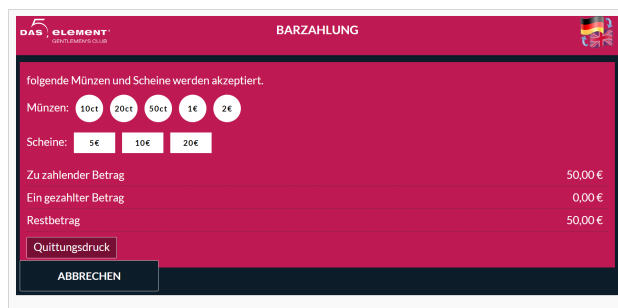 DAS 5 ELEMENT'
GENTLEMEN'S CLUB
BARZAHLUNG
folgende Münzen und Scheine werden akzeptiert.
Münzen: 10ct 20ct 50ct 1€ 2€
Scheine: 5€ 10€ 20€
Zu zahlender Betrag 50,00 €
Ein gezahlter Betrag 0,00 €
Restbetrag 50,00 €
Quittungsdruck
ABBRECHEN